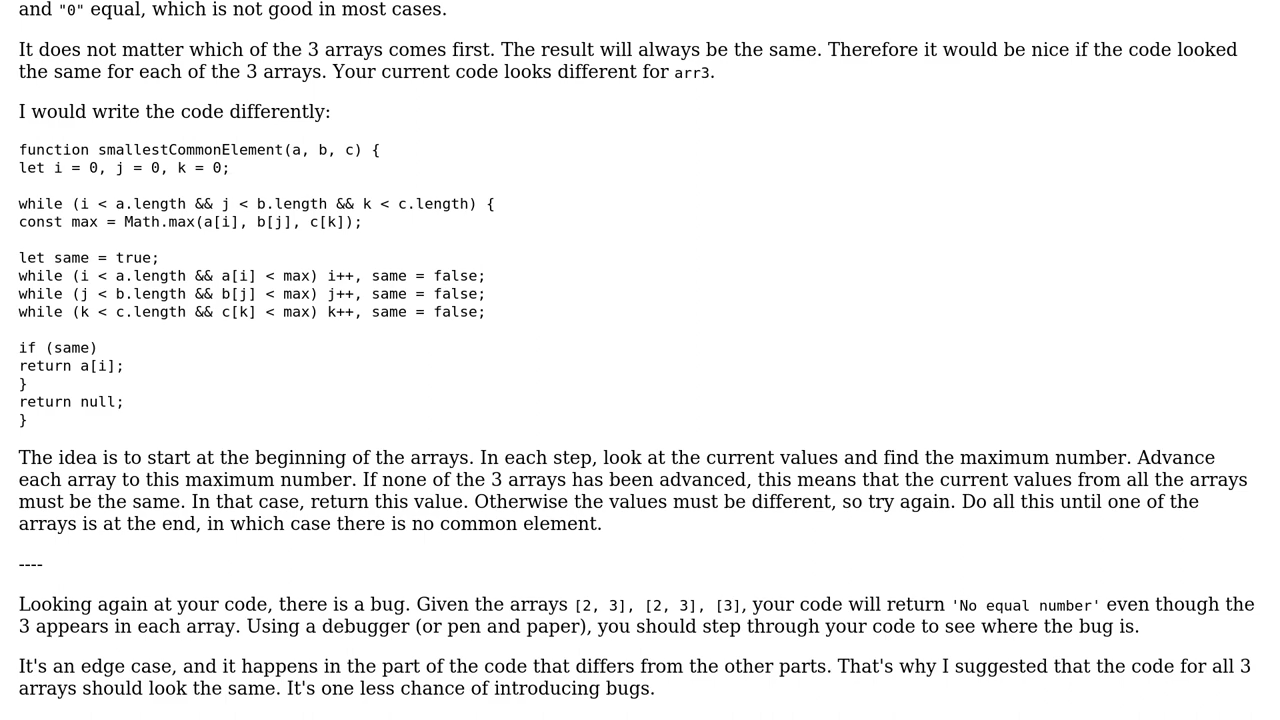 and "0" equal, which is not good in most cases.
It does not matter which of the 3 arrays comes first. The result will always be the same. Therefore it would be nice if the code looked
the same for each of the 3 arrays. Your current code looks different for arr3.
I would write the code differently:
function smallestCommonElement(a, b, c) {
let i = 0, j = 0, k = 0;
while (i < a.length && j < b.length && k < c.length) {
const max = Math.max(a[i], b[j], c[k]);
let same = true;
while (i < a.length && a[i] < max) i++, same = false;
while (j < b.length && b[j] < max) j++, same = false;
while (k < c.length && c[k] < max) k++, same = false;
if (same)
return a[i];
}
return null;
}
The idea is to start at the beginning of the arrays. In each step, look at the current values and find the maximum number. Advance
each array to this maximum number. If none of the 3 arrays has been advanced, this means that the current values from all the arrays
must be the same. In that case, return this value. Otherwise the values must be different, so try again. Do all this until one of the
arrays is at the end, in which case there is no common element.
----
Looking again at your code, there is a bug. Given the arrays [2, 3], [2, 3], [3], your code will return 'No equal number' even though the
3 appears in each array. Using a debugger (or pen and paper), you should step through your code to see where the bug is.
It's an edge case, and it happens in the part of the code that differs from the other parts. That's why I suggested that the code for all 3
arrays should look the same. It's one less chance of introducing bugs.